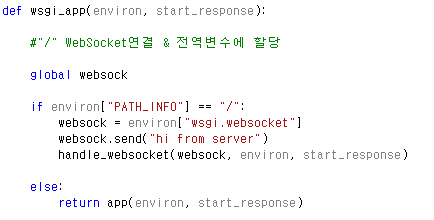 def wsgi_app(environ, start_response):
#"/" WebSocket연결 & 전역변수에 할당
global websock
if environ["PATH_INFO"] == "/":
websock = environ["wsgi.websocket"]
websock.send("hi from server")
handle_websocket(websock, environ, start_response)
else:
return app(environ, start_response)